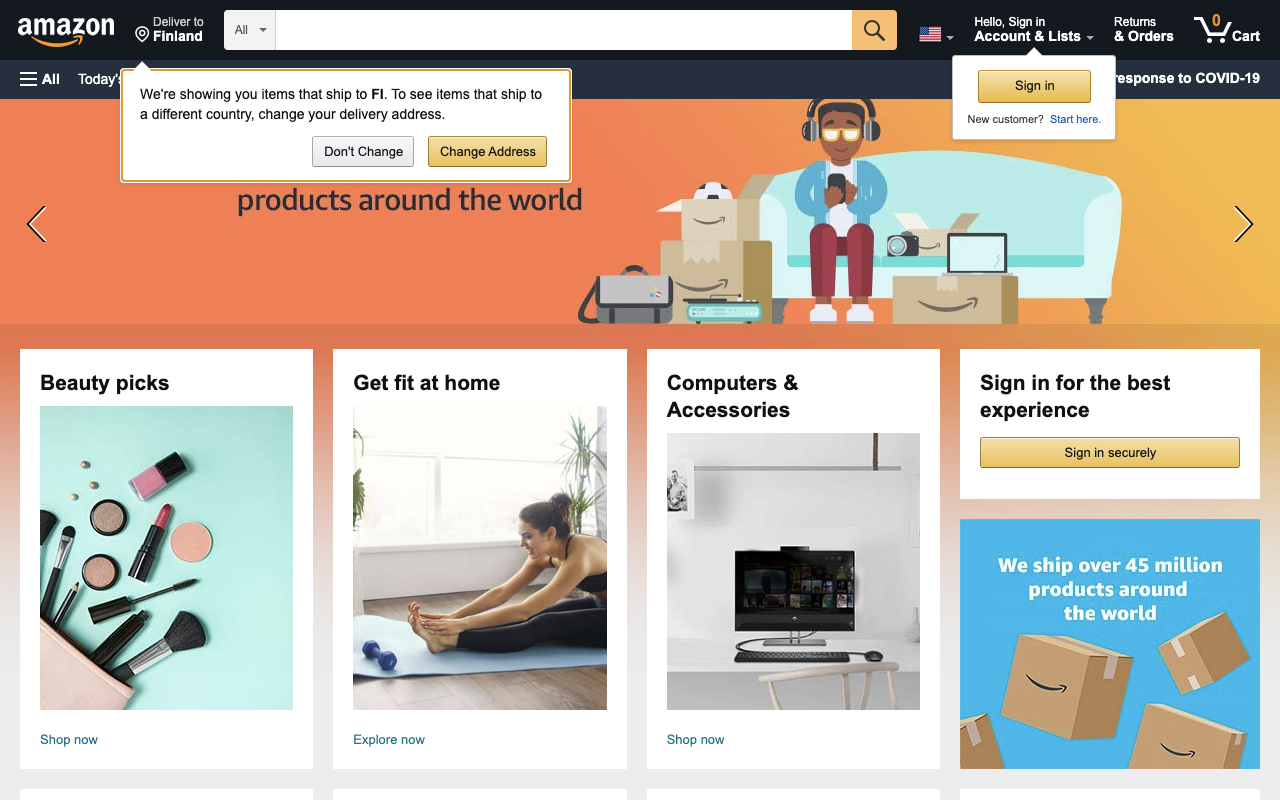 amazon
Deliver to
Finland
All
Hello, Sign in
Account & Lists
Returns
& Orders
0
Cart
All
Today's
response to COVID-19
We're showing you items that ship to FI. To see items that ship to
a different country, change your delivery address.
Don't Change
Change Address
Sign in
New customer? Start here.
products around the world
Beauty picks
Shop now
Get fit at home
Explore now
Computers &
Accessories
Shop now
Sign in for the best
experience
Sign in securely
We ship over 45 million
products around
the world